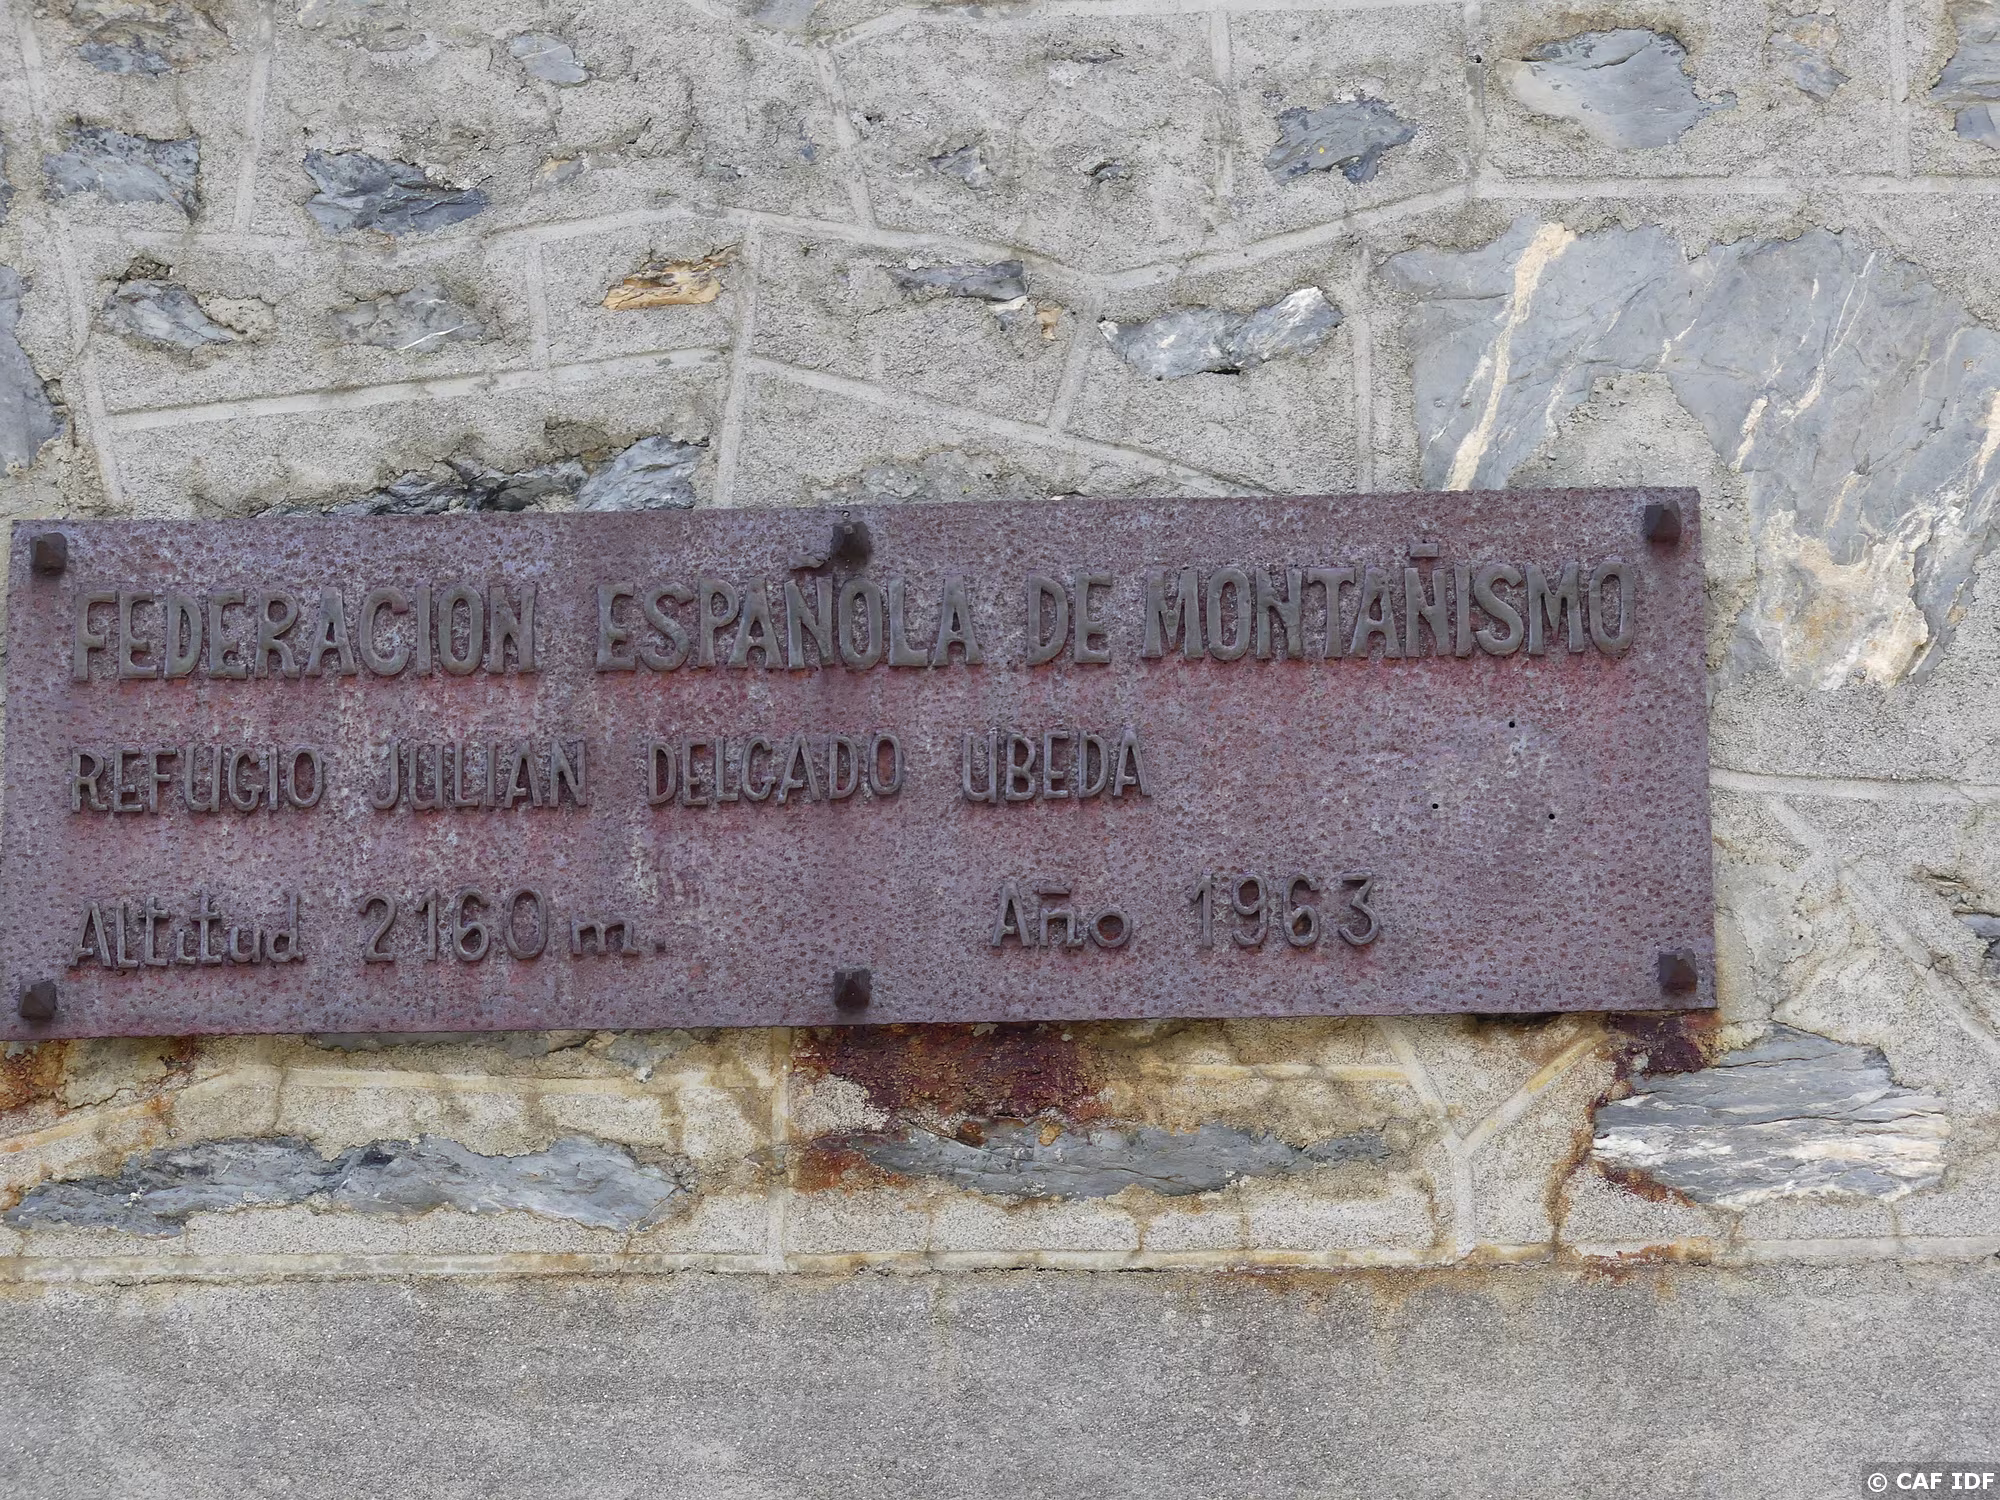 FEDERACION ESPAÑOLA DE MONTAÑISMO
REFUGIO JULIAN DELGADO UBEDA
Altitud 2160 m. Año 1963
© CAF IDF